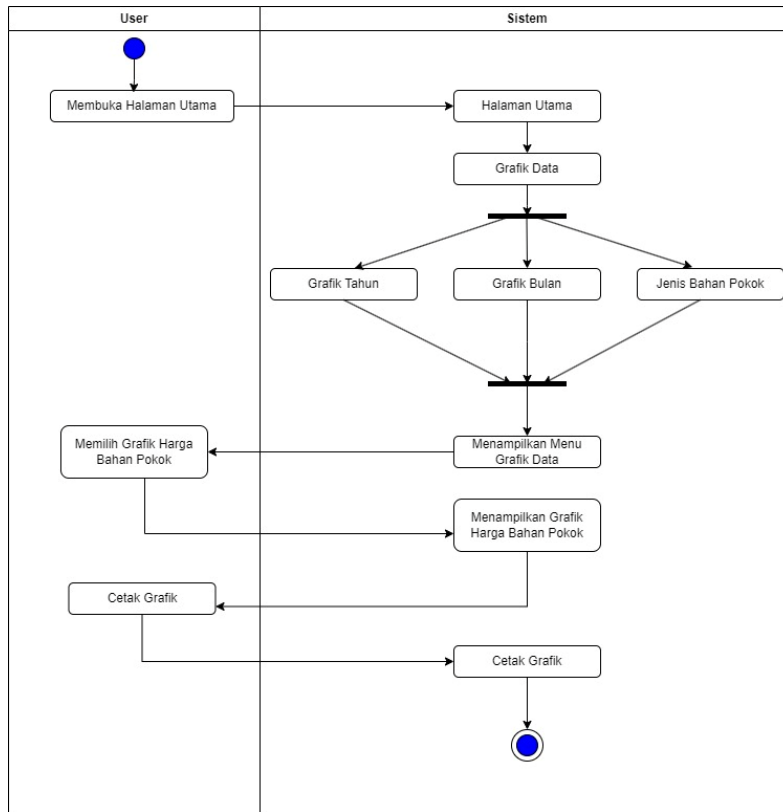 User
Sistem
Membuka Halaman Utama
Halaman Utama
Grafik Data
Grafik Tahun
Grafik Bulan
Jenis Bahan Pokok
Menampilkan Menu
Grafik Data
Memilih Grafik Harga
Bahan Pokok
Menampilkan Grafik
Harga Bahan Pokok
Cetak Grafik
Cetak Grafik